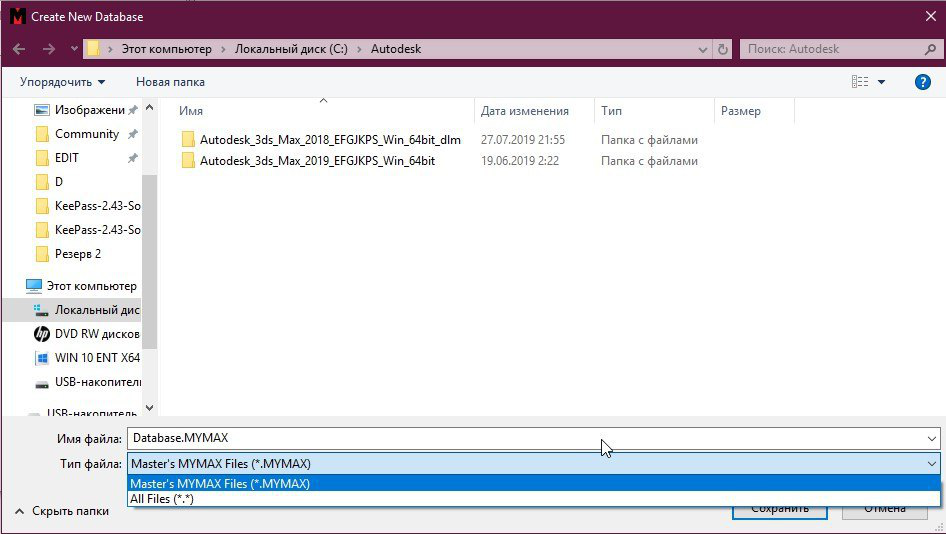 Create New Database
Этот компьютер > Локальный диск (C:) > Autodesk
Поиск: Autodesk
Упорядочить
Новая папка
Изображени
Community
EDIT
D
KeePass-2.43-So
KeePass-2.43-So
Резерв 2
Этот компьютер
Локальный дис
DVD RW дисков
WIN 10 ENT X64
USB-накопител
USB-накопитель
Имя Дата изменения Тип Размер
Autodesk_3ds_Max_2018_EFGJKPS_Win_64bit_dlm 27.07.2019 21:55 Папка с файлами
Autodesk_3ds_Max_2019_EFGJKPS_Win_64bit 19.06.2019 2:22 Папка с файлами
Имя файла: Database.MYMAX
Тип файла: Master's MYMAX Files (*.MYMAX)
Master's MYMAX Files (*.MYMAX)
All Files (*.*)
Скрыть папки
Сохранить
Отмена